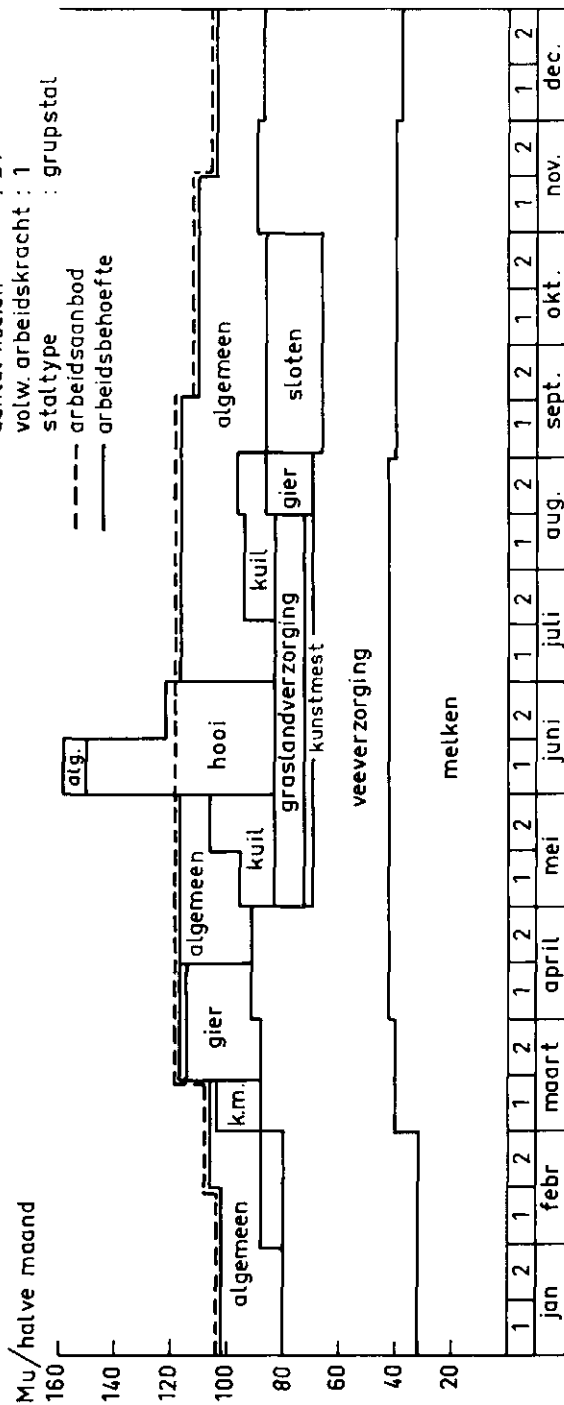 Mu/halve maand
volw. arbeidskracht : 1
staltype : grupstal
--- arbeidsaanbod
— arbeidsbehoefte
160
140
120
100
80
60
40
20
algemeen
k.m.
gier
algemeen
kuil
alg.
hooi
graslandverzorging
kunstmest
kuil
gier
algemeen
sloten
veeverzorging
melken
1 2 1 2 1 2 1 2 1 2 1 2 1 2 1 2 1 2 1 2 1 2 1 2
jan febr maart april mei juni juli aug. sept. okt. nov. dec.